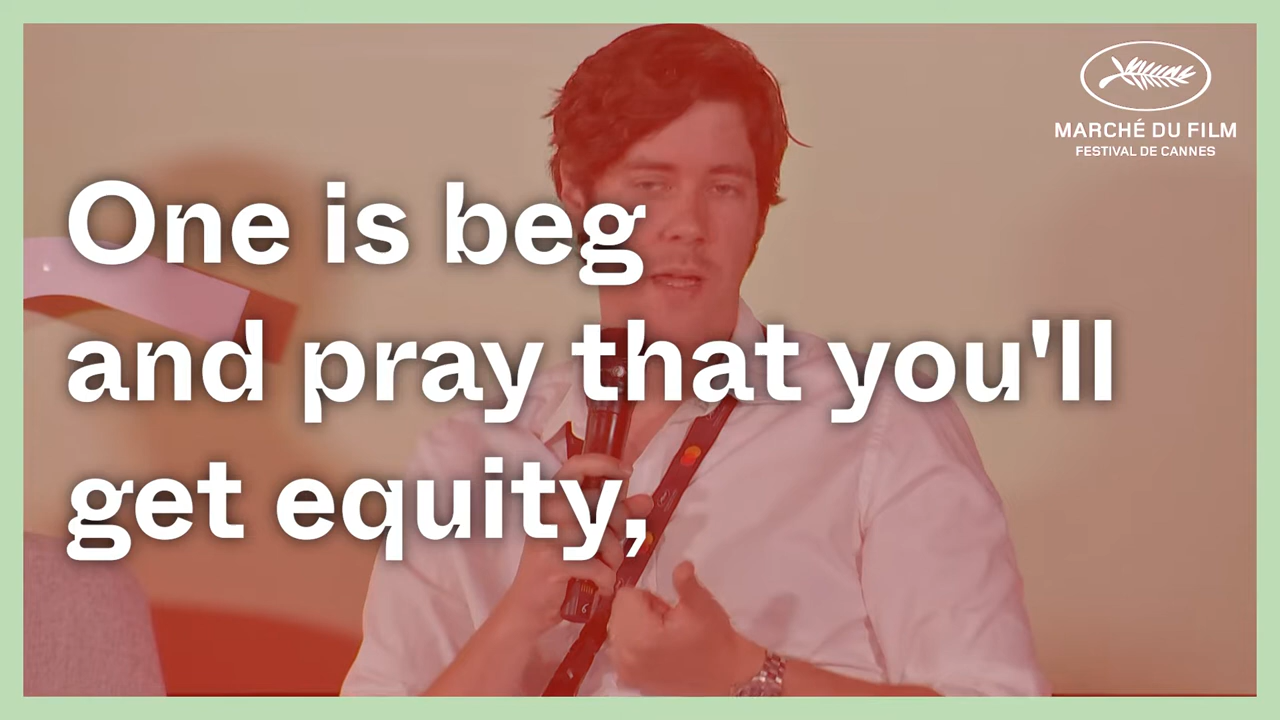 MARCHÉ DU FILM
FESTIVAL DE CANNES
One is beg
and pray that you'll
get equity,